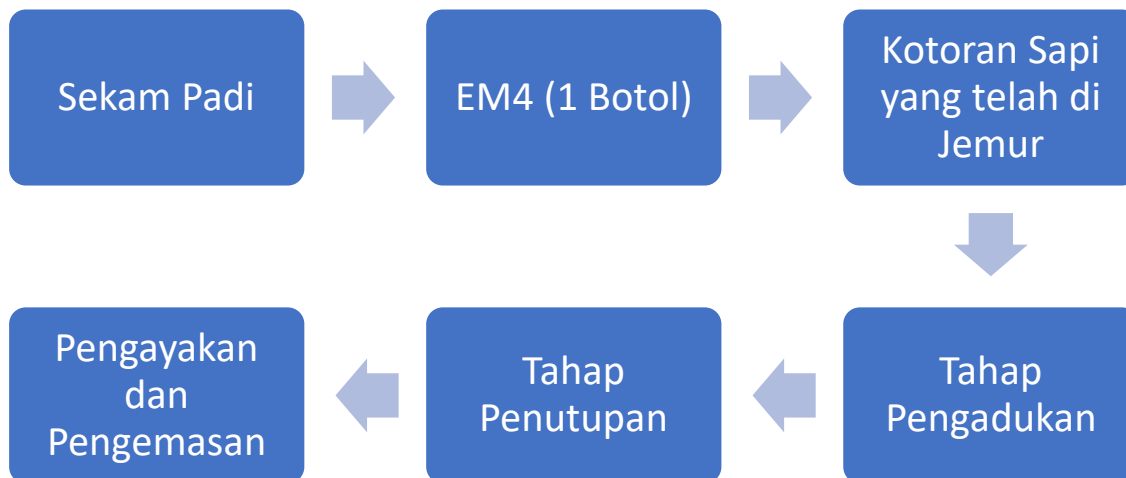 Sekam Padi
EM4 (1 Botol)
Kotoran Sapi
yang telah di
Jemur
Tahap
Pengadukan
Tahap
Penutupan
Pengayakan
dan
Pengemasan